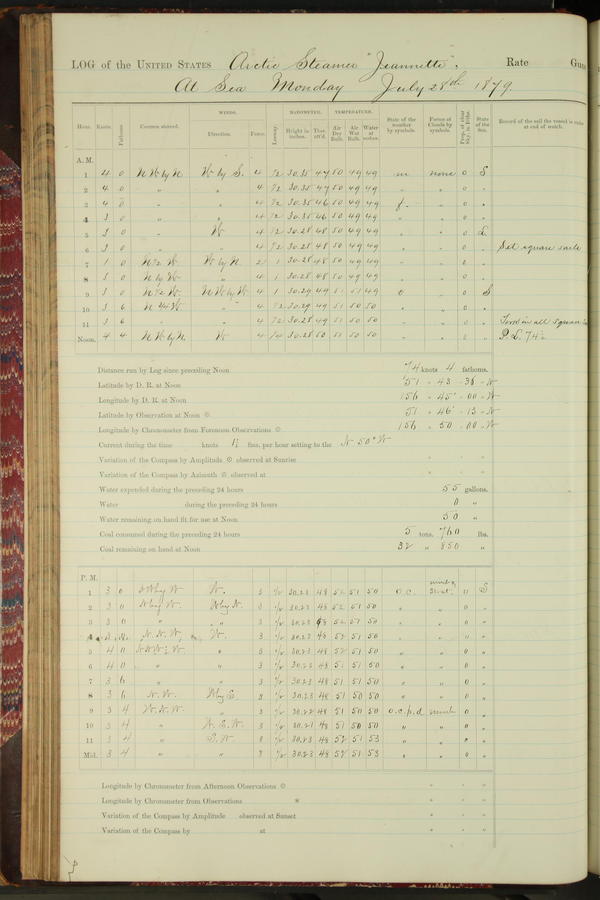 LOG of the UNITED STATES Arctic Steamer "Jeannette", Rate Guns
At Sea Monday July 28th 1879.
Hour. Knots. Fathoms Courses steered. WINDS. Direction. Force. Leeway. BAROMETER. Height in inches. Ther. att'd. TEMPERATURE. Air Dry Bulb. Air Wet Bulb. Water at surface. State of the weather by symbols. Forms of Clouds by symbols. Prop. of clear Sky, in 10ths. State of the Sea. Record of the sail the vessel is under at end of watch.
A. M.
1 4 0 N W by N W by S. 4 1/2 30.35 47 50 49 49 m none 0 S
2 4 0 " " 4 1/2 30.35 47 50 49 49 " " 0 "
3 4 0 " " 4 1/2 30.35 46 50 49 49 f. " 0 "
4 3 0 " " 4 1/2 30.35 46 50 49 49 " " 0 "
5 3 0 " W 4 1/2 30.28 48 50 49 49 " " 0 L
6 3 0 " " 4 1/2 30.28 48 50 49 49 " " 0 " Set square sails
7 1 0 N 1/2 W W by N. 2 1 30.28 48 50 49 49 " " 0 "
8 3 0 N by W " 4 1 30.28 48 50 49 49 " " 0 "
9 3 0 N 1/2 W. N W by W 4 1 30.29 49 51 51 49 0 " 0 S
10 3 6 N 3/4 W " 4 1/2 30.29 49 51 50 50 " " 0 "
11 3 6 " " 4 1/2 30.28 49 51 50 50 " " 0 " in all square
Noon. 4 4 N W by N. W 4 1/4 30.28 50 51 50 50 " " 0 " P.L. 74
Distance run by Log since preceding Noon 74 knots 4 fathoms.
Latitude by D. R. at Noon 51 " 43 - 36 - N
Longitude by D. R. at Noon 156 - 45' - 00 - W
Latitude by Observation at Noon ☉ 51 - 46' - 13 - N
Longitude by Chronometer from Forenoon Observations ☉ 156 - 50 - 00 - W
Current during the time knots 1½ fms. per hour setting to the N 50° W
Variation of the Compass by Amplitude ☉ observed at Sunrise
Variation of the Compass by Azimuth ☉ observed at
Water expended during the preceding 24 hours 55 gallons.
Water during the preceding 24 hours 0 "
Water remaining on hand fit for use at Noon 50 "
Coal consumed during the preceding 24 hours 5 tons. 760 lbs.
Coal remaining on hand at Noon 32 " 850 "
P. M.
1 3 0 W. 3 1/2 30.23 48 52 51 50 o.c. 0 S
2 3 0 3 1/2 30.23 48 52 51 50 " " 0 "
3 3 0 " " 3 1/2 30.23 48 52 51 50 " " 0 "
4 N. W. W. 3 1/2 30.23 48 52 51 50 " " 0 "
5 4 0 " 3 1/2 30.23 48 52 51 50 " " 0 "
6 4 0 " " 3 1/2 30.23 48 51 51 50 " " 0 "
7 3 6 " " 3 1/2 30.23 48 51 51 50 " " 0 "
8 3 6 N. W. W by S. 3 1/2 30.23 48 51 50 50 " " 0 "
9 3 4 " 3 1/2 30.22 48 51 50 50 o.c.p.d " 0 "
10 3 4 " W. S. W. 3 1/2 30.21 48 51 50 50 " " 0 "
11 3 4 " S. W. 3 1/2 30.23 48 52 51 53 " " 0 "
Mid. 3 4 " " 3 1/2 30.23 48 52 51 53 " " 0 "
Longitude by Chronometer from Afternoon Observations ☉
Longitude by Chronometer from Observations *
Variation of the Compass by Amplitude observed at Sunset
Variation of the Compass by at